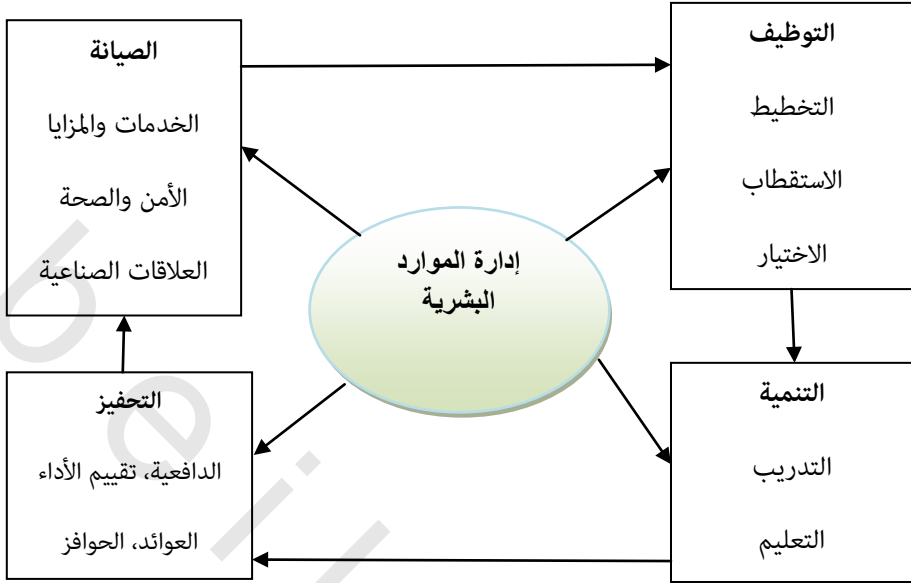 التوظيف
التخطيط
الاستقطاب
الاختيار
الصيانة
الخدمات والمزايا
الأمن والصحة
العلاقات الصناعية
إدارة الموارد
البشرية
التنمية
التدريب
التعليم
التحفيز
الدافعية، تقييم الأداء
العوائد، الحوافز